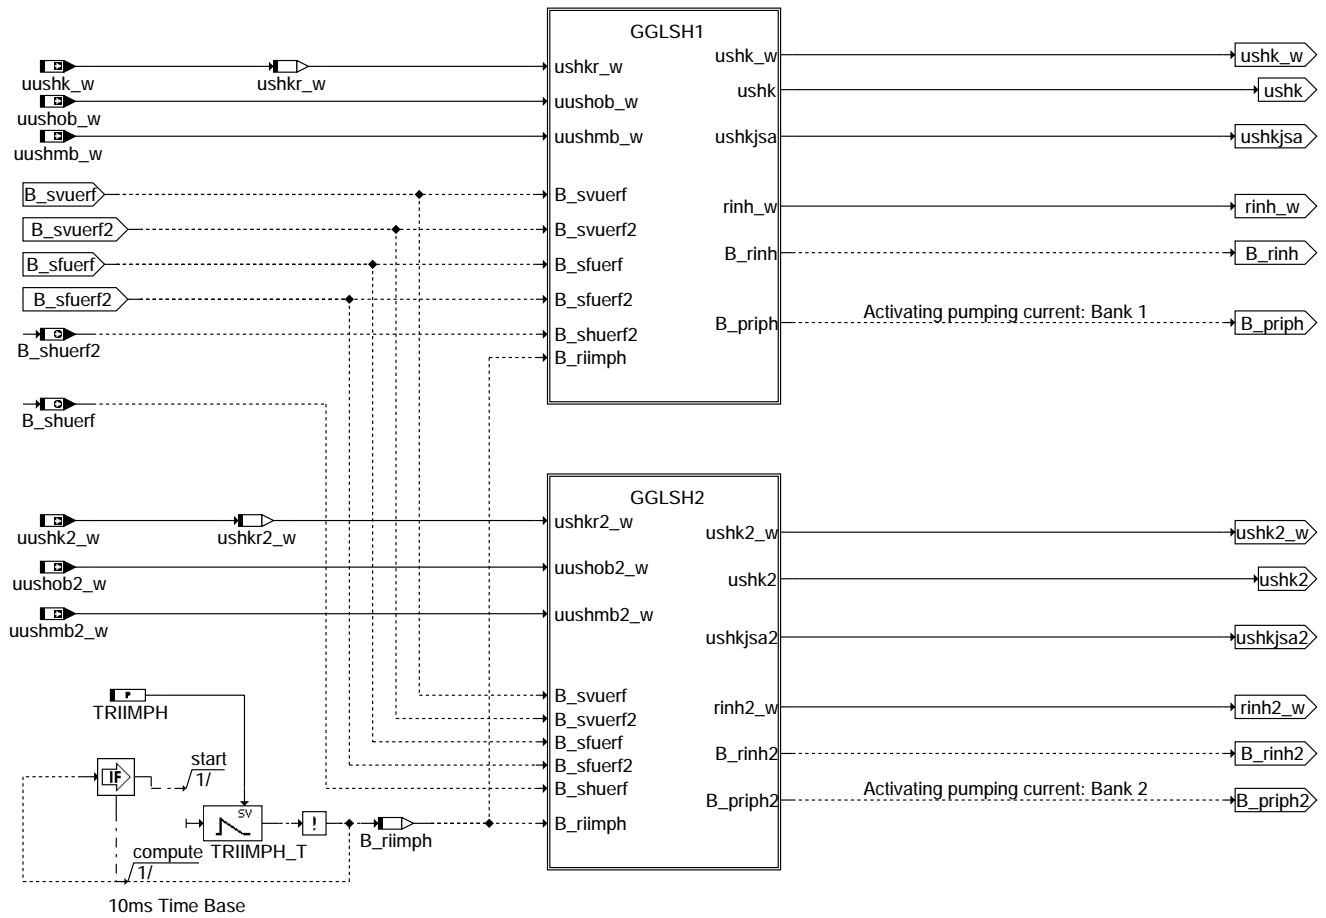 GGLSH1
uushk_w
ushkr_w
ushkr_w
uushob_w
uushob_w
uushmb_w
uushmb_w
ushk_w
ushk_w
ushk
ushk
ushkjsa
ushkjsa
B_svuerf
B_svuerf
B_svuerf2
B_svuerf2
rinh_w
rinh_w
B_sfuerf
B_sfuerf
B_rinh
B_rinh
B_sfuerf2
B_sfuerf2
B_shuerf2
B_shuerf2
B_priph
Activating pumping current: Bank 1
B_priph
B_riimph
B_shuerf
GGLSH2
uushk2_w
ushkr2_w
ushkr2_w
ushk2_w
ushk2_w
uushob2_w
uushob2_w
ushk2
ushk2
uushmb2_w
uushmb2_w
ushkjsa2
ushkjsa2
P
TRIIMPH
B_svuerf
B_svuerf2
rinh2_w
rinh2_w
B_sfuerf
B_rinh2
B_rinh2
IF
start
1/
B_sfuerf2
B_shuerf
B_priph2
Activating pumping current: Bank 2
B_priph2
SV
!
B_riimph
B_riimph
compute
1/
TRIIMPH_T
10ms Time Base